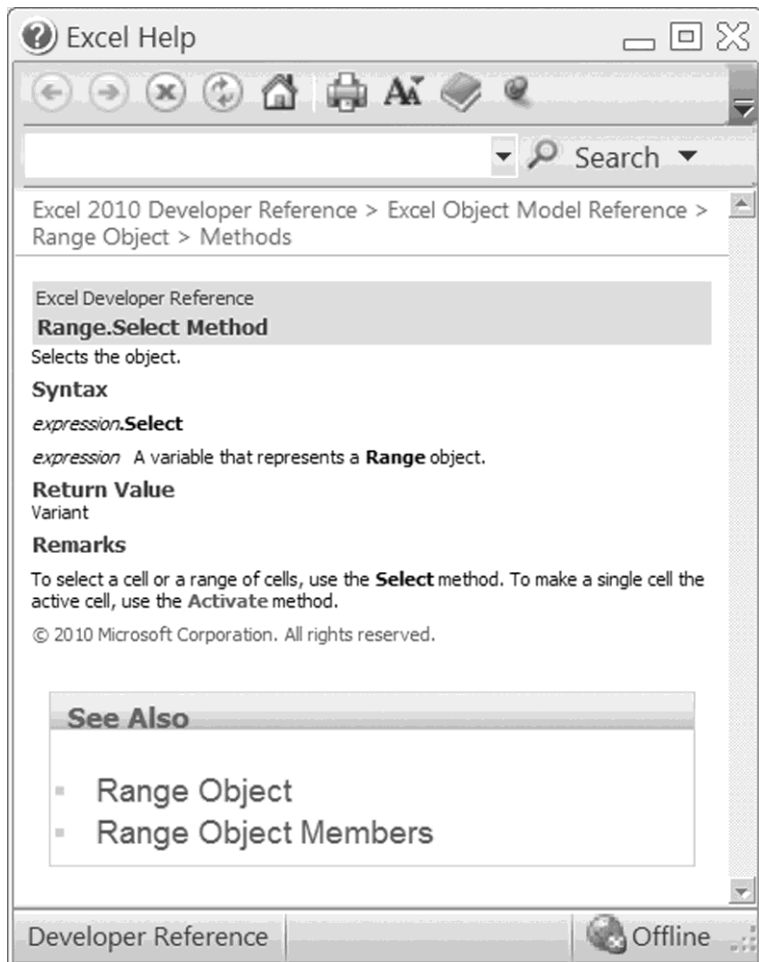 Excel Help
Search
Excel 2010 Developer Reference > Excel Object Model Reference >
Range Object > Methods
Excel Developer Reference
Range.Select Method
Selects the object.
Syntax
expression.Select
expression A variable that represents a Range object.
Return Value
Variant
Remarks
To select a cell or a range of cells, use the Select method. To make a single cell the
active cell, use the Activate method.
© 2010 Microsoft Corporation. All rights reserved.
See Also
Range Object
Range Object Members
Developer Reference
Offline